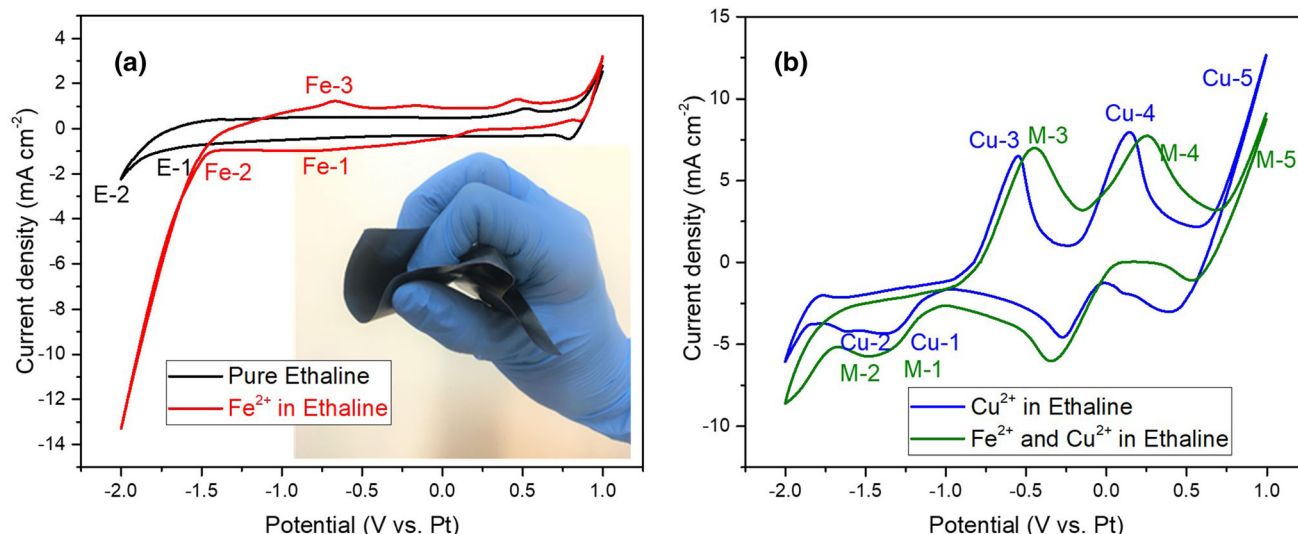 (a)
4
2
0
-2
-4
-6
-8
-10
-12
-14
Current density (mA cm⁻²)
Fe-3
E-1
E-2
Fe-2
Fe-1
Pure Ethaline
Fe²⁺ in Ethaline
-2.0 -1.5 -1.0 -0.5 0.0 0.5 1.0
Potential (V vs. Pt)
(b)
15
10
5
0
-5
-10
Current density (mA cm⁻²)
Cu-5
Cu-4
Cu-3
M-3
M-4
M-5
Cu-2
Cu-1
M-2
M-1
Cu²⁺ in Ethaline
Fe²⁺ and Cu²⁺ in Ethaline
-2.0 -1.5 -1.0 -0.5 0.0 0.5 1.0
Potential (V vs. Pt)